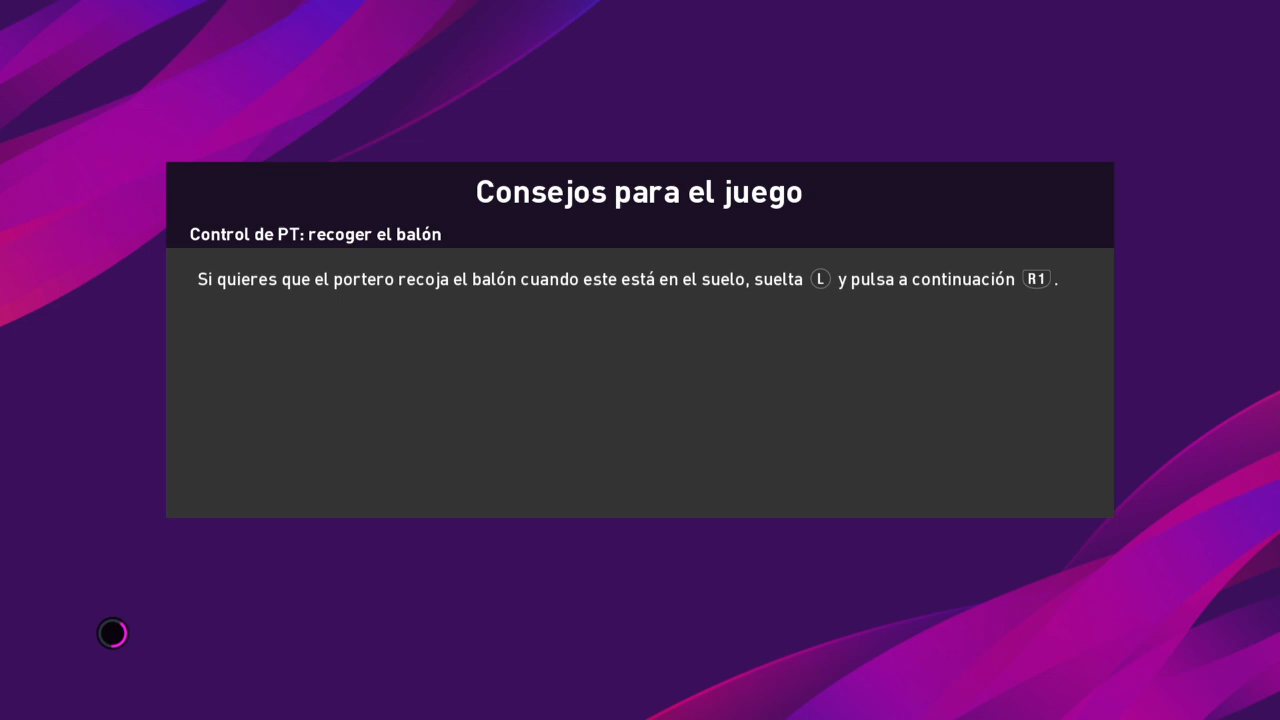 Consejos para el juego
Control de PT: recoger el balón
Si quieres que el portero recoja el balón cuando este está en el suelo, suelta L y pulsa a continuación R1.